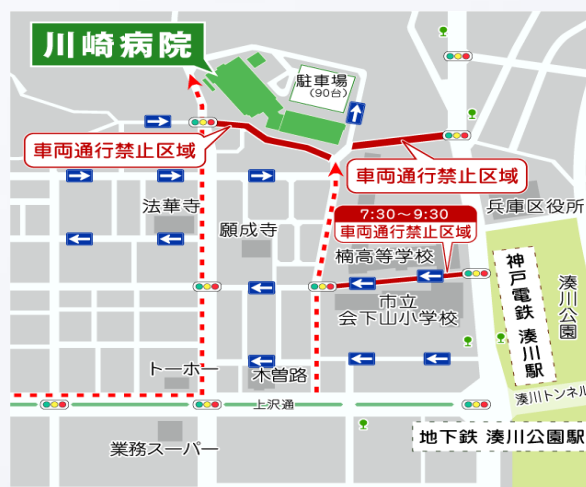 川崎病院
駐車場
(90台)
車両通行禁止区域
車両通行禁止区域
法華寺
願成寺
7:30～9:30
車両通行禁止区域
兵庫区役所
楠高等学校
市立
会下山小学校
神戸電鉄 湊川駅
湊川公園
トーホー
木曽路
上沢通
湊川トンネル
業務スーパー
地下鉄 湊川公園駅